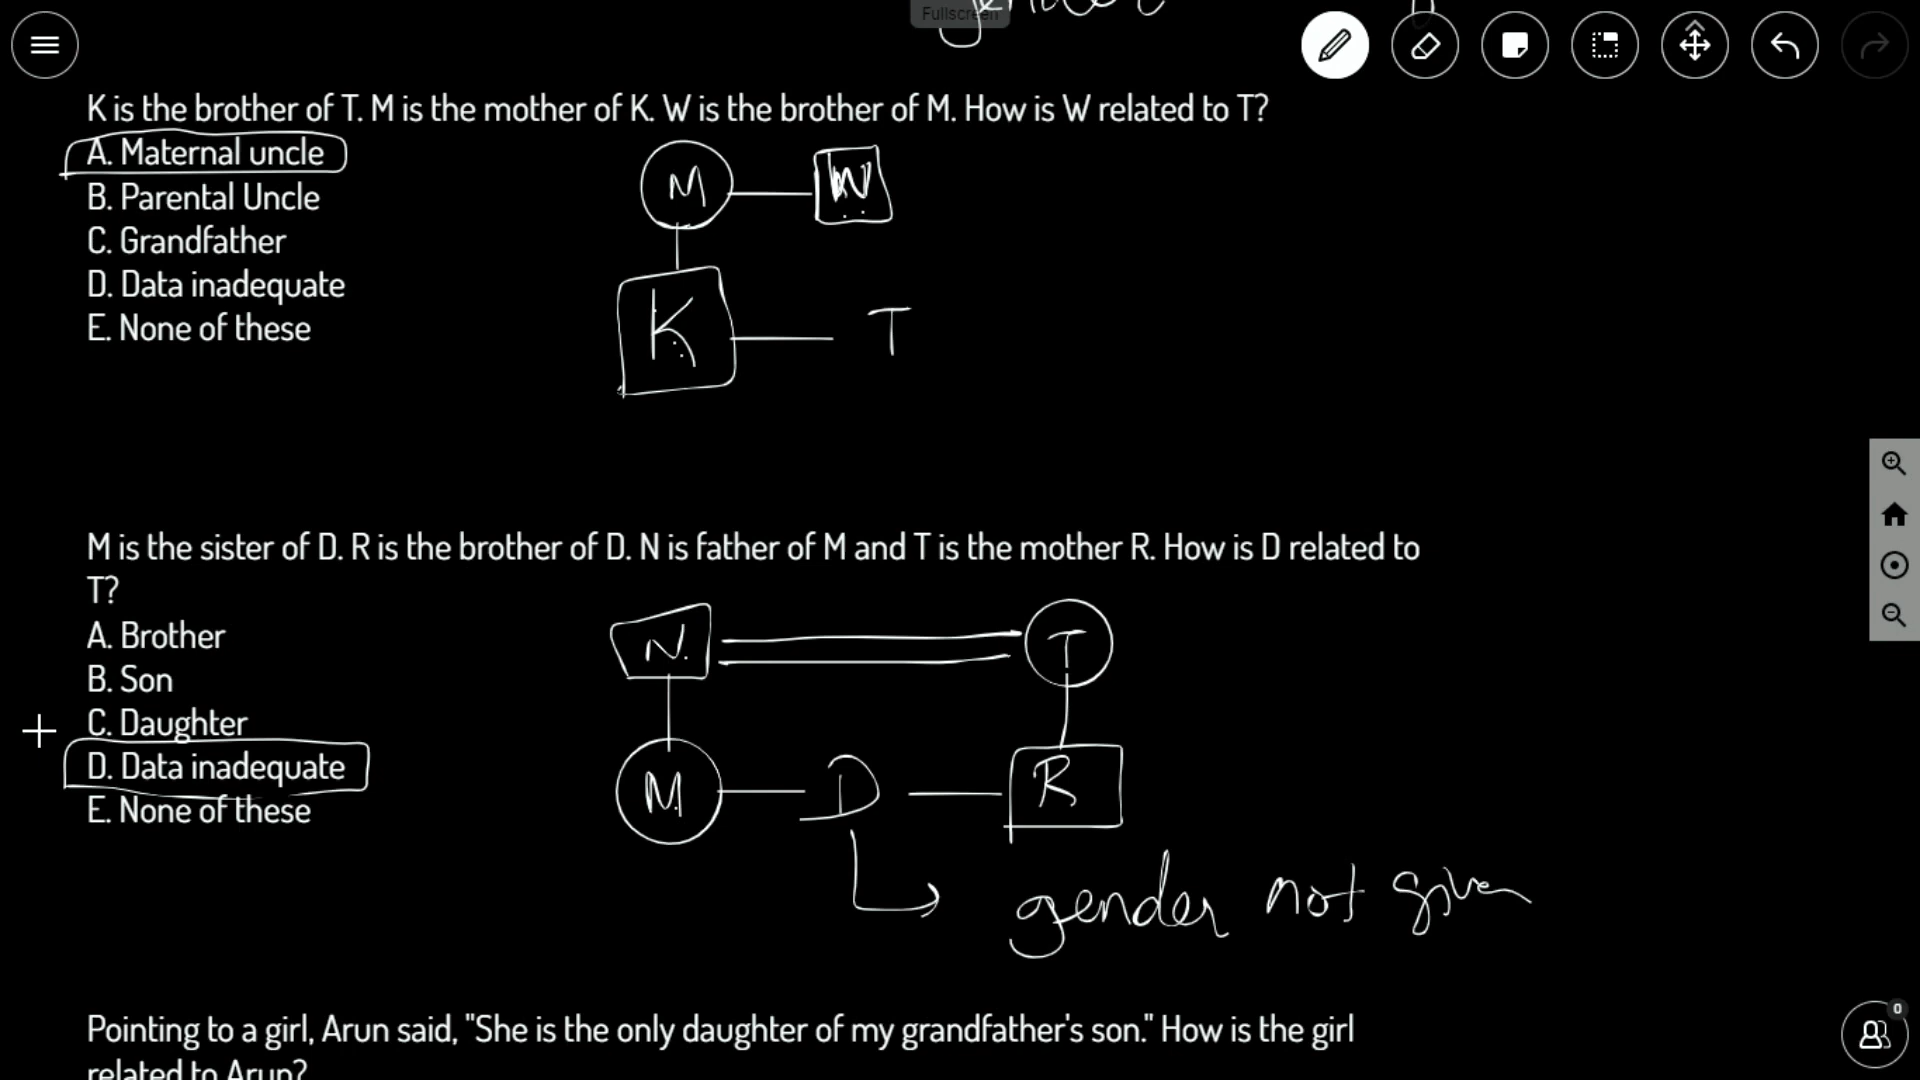 Fullscreen
K is the brother of T. M is the mother of K. W is the brother of M. How is W related to T?
A. Maternal uncle
B. Parental Uncle
C. Grandfather
D. Data inadequate
E. None of these
M
W
K
T
M is the sister of D. R is the brother of D. N is father of M and T is the mother R. How is D related to
T?
A. Brother
B. Son
C. Daughter
D. Data inadequate
E. None of these
N
T
M
D
R
gender not given
0
Pointing to a girl, Arun said, "She is the only daughter of my grandfather's son." How is the girl
related to Arun?